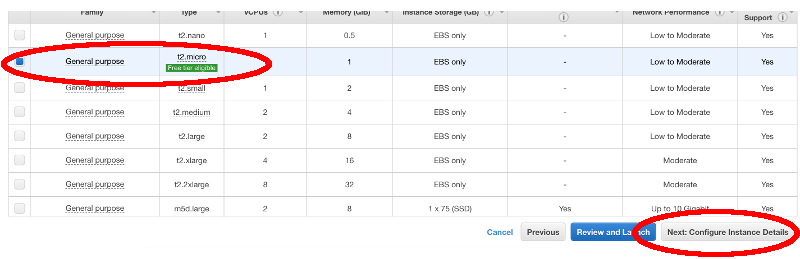 Family Type vCPUs Memory (GiB) Instance Storage (GB) Network Performance Support
General purpose t2.nano 1 0.5 EBS only - Low to Moderate Yes
General purpose t2.micro 1 EBS only - Low to Moderate Yes
Free tier eligible
General purpose t2.small 1 2 EBS only - Low to Moderate Yes
General purpose t2.medium 2 4 EBS only - Low to Moderate Yes
General purpose t2.large 2 8 EBS only - Low to Moderate Yes
General purpose t2.xlarge 4 16 EBS only - Moderate Yes
General purpose t2.2xlarge 8 32 EBS only - Moderate Yes
General purpose m5d.large 2 8 1 x 75 (SSD) Yes Up to 10 Gigabit Yes
Cancel Previous Review and Launch Next: Configure Instance Details